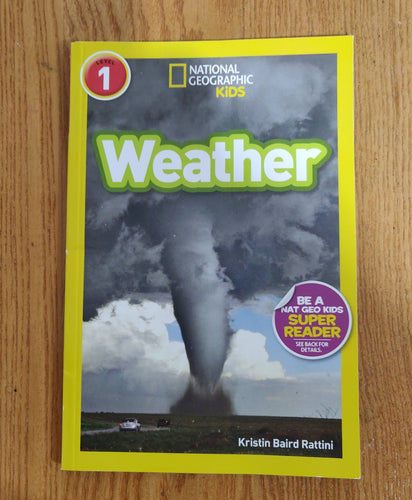 LEVEL
1
NATIONAL
GEOGRAPHIC
KiDS
Weather
BE A
NAT GEO KIDS
SUPER
READER
SEE BACK FOR
DETAILS.
Kristin Baird Rattini